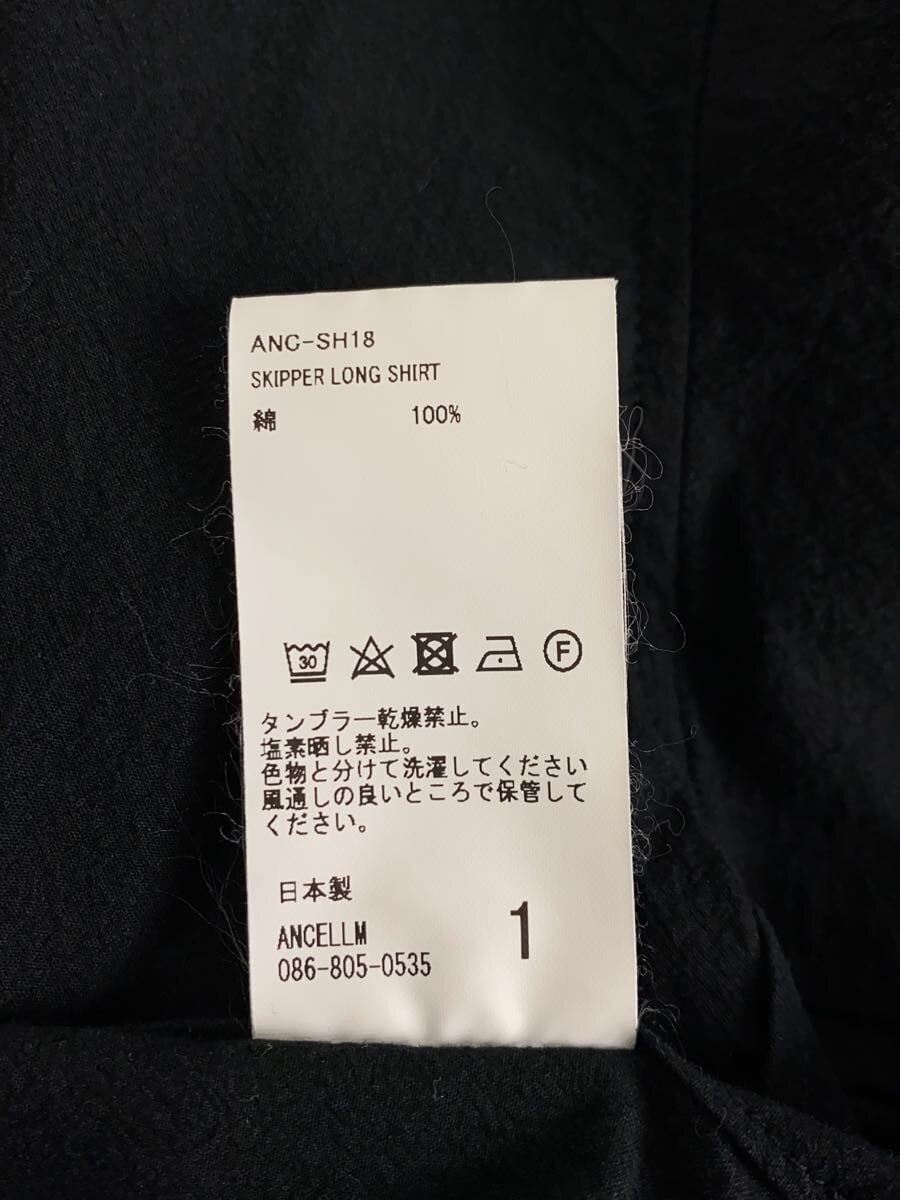 ANC-SH18
SKIPPER LONG SHIRT
綿 100%
30 F
タンブラー乾燥禁止。
塩素晒し禁止。
色物と分けて洗濯してください
風通しの良いところで保管して
ください。
日本製
ANCELLM
086-805-0535
1